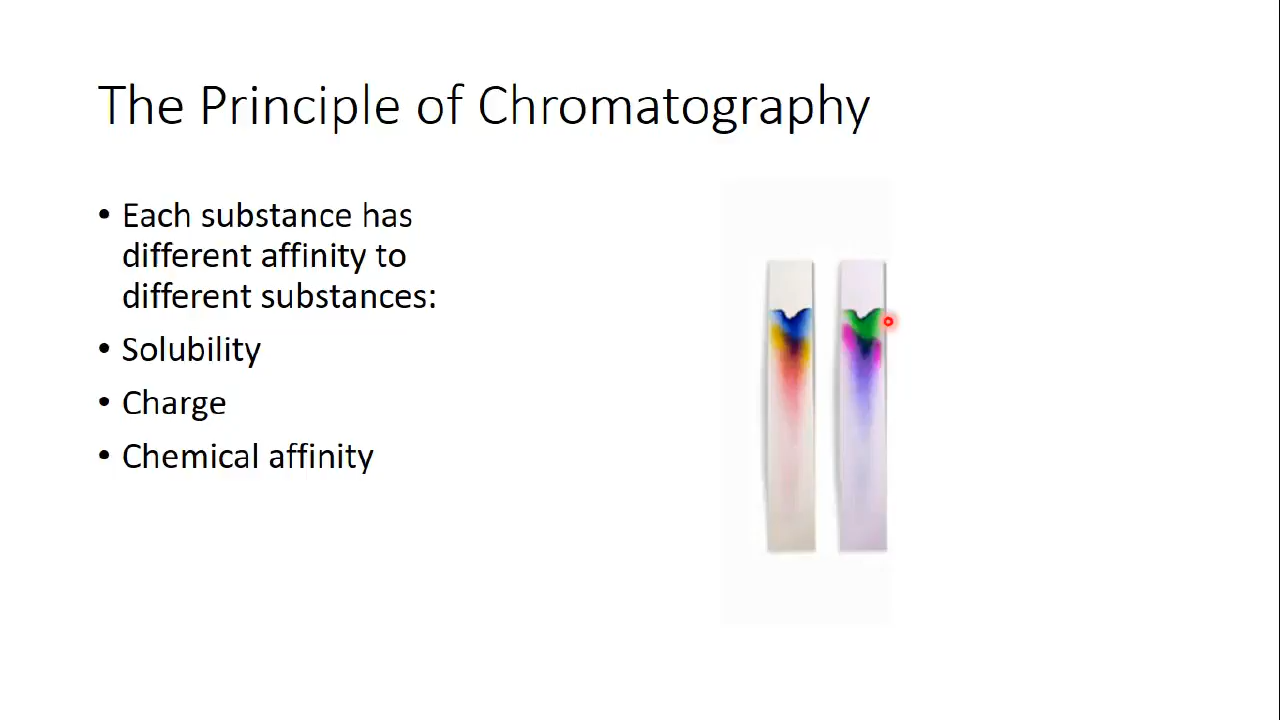 The Principle of Chromatography
• Each substance has
different affinity to
different substances:
• Solubility
• Charge
• Chemical affinity